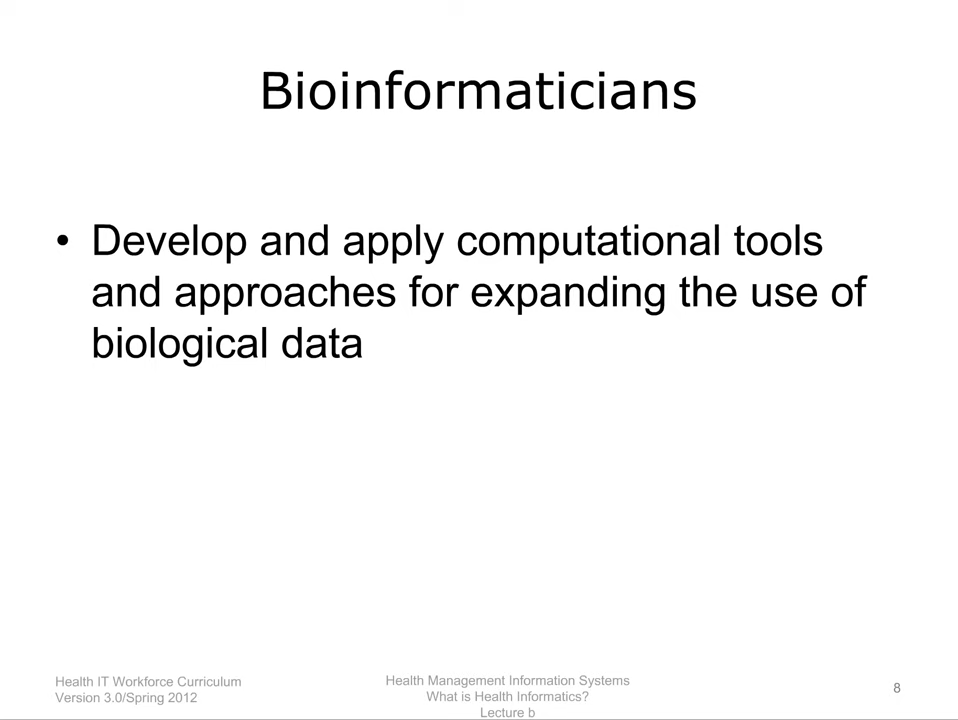 Bioinformaticians
• Develop and apply computational tools
and approaches for expanding the use of
biological data
Health IT Workforce Curriculum
Version 3.0/Spring 2012
Health Management Information Systems
What is Health Informatics?
Lecture b
8